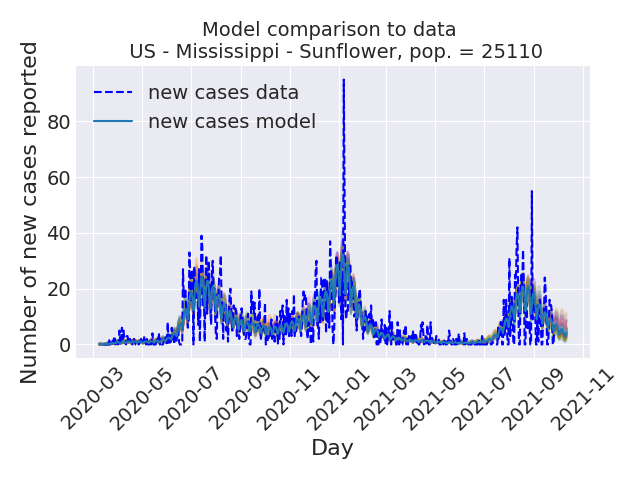 Model comparison to data
US - Mississippi - Sunflower, pop. = 25110
Number of new cases reported
new cases data
new cases model
80
60
40
20
0
2020-03
2020-05
2020-07
2020-09
2020-11
2021-01
2021-03
2021-05
2021-07
2021-09
2021-11
Day